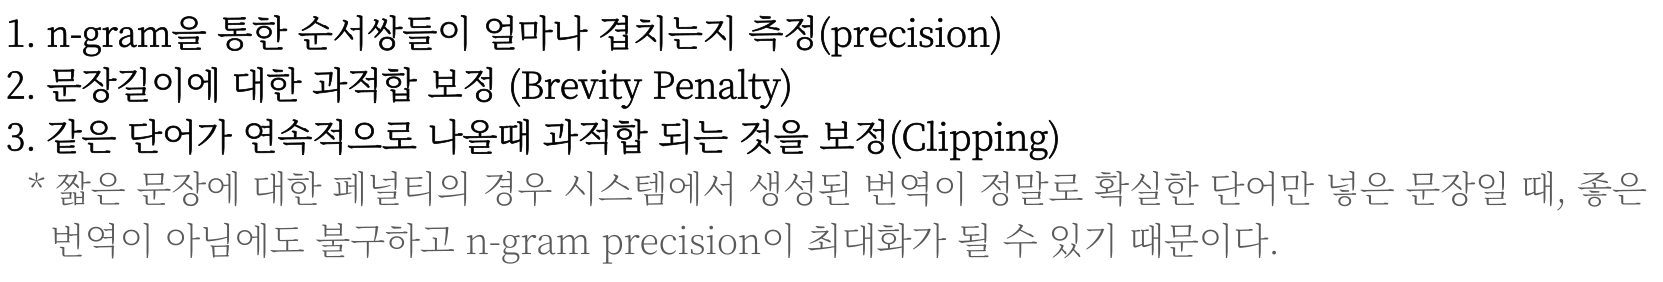 1. n-gram을 통한 순서쌍들이 얼마나 겹치는지 측정(precision)
2. 문장길이에 대한 과적합 보정 (Brevity Penalty)
3. 같은 단어가 연속적으로 나올때 과적합 되는 것을 보정(Clipping)
* 짧은 문장에 대한 페널티의 경우 시스템에서 생성된 번역이 정말로 확실한 단어만 넣은 문장일 때, 좋은
번역이 아님에도 불구하고 n-gram precision이 최대화가 될 수 있기 때문이다.